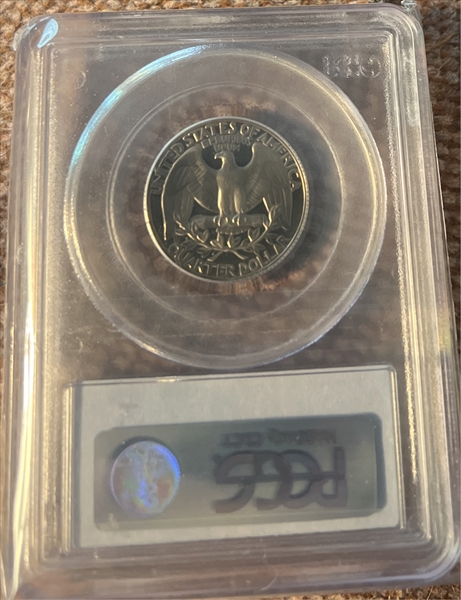 UNITED STATES OF AMERICA
E PLURIBUS
UNUM
QUARTER DOLLAR
PCGS